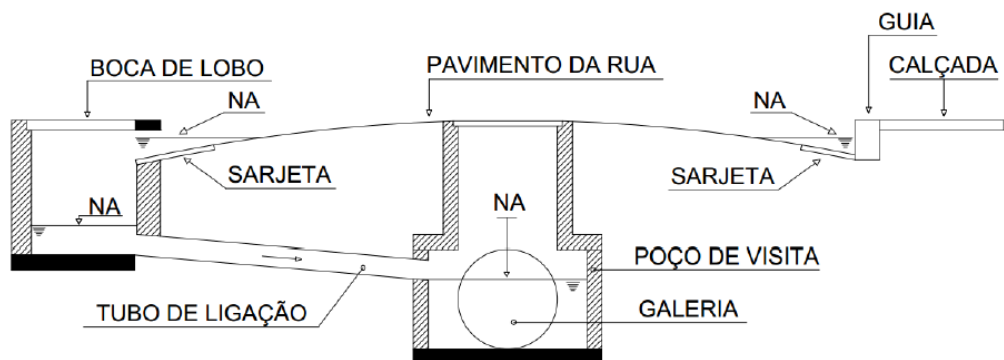 GUIA
BOCA DE LOBO
PAVIMENTO DA RUA
CALÇADA
NA
NA
SARJETA
SARJETA
NA
NA
POÇO DE VISITA
TUBO DE LIGAÇÃO
GALERIA